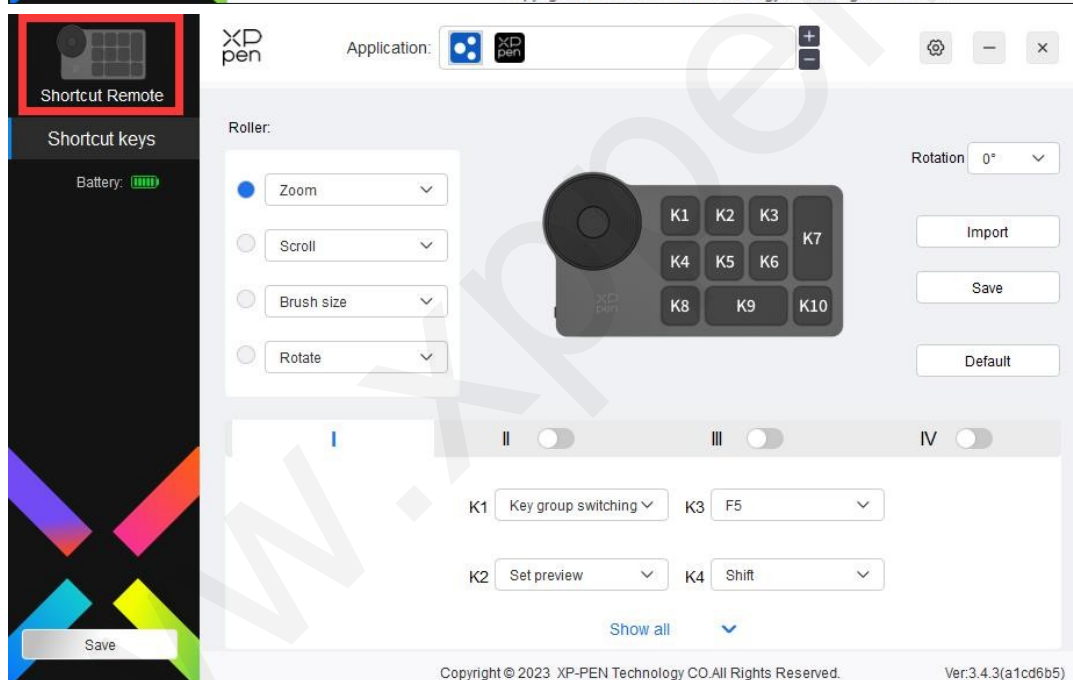 Shortcut Remote
Shortcut keys
Battery:
XP
pen
Application:
XP
pen
Roller:
Zoom
Scroll
Brush size
Rotate
K1 K2 K3
K7
K4 K5 K6
K8 K9 K10
XP
pen
Rotation 0°
Import
Save
Default
I II III IV
K1 Key group switching K3 F5
K2 Set preview K4 Shift
Show all
Save
Copyright © 2023 XP-PEN Technology CO.All Rights Reserved. Ver:3.4.3(a1cd6b5)